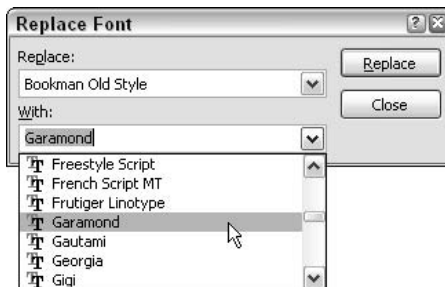 Replace Font
Replace:
Replace
Bookman Old Style
With:
Close
Garamond
Freestyle Script
French Script MT
Frutiger Linotype
Garamond
Gautami
Georgia
Gigi